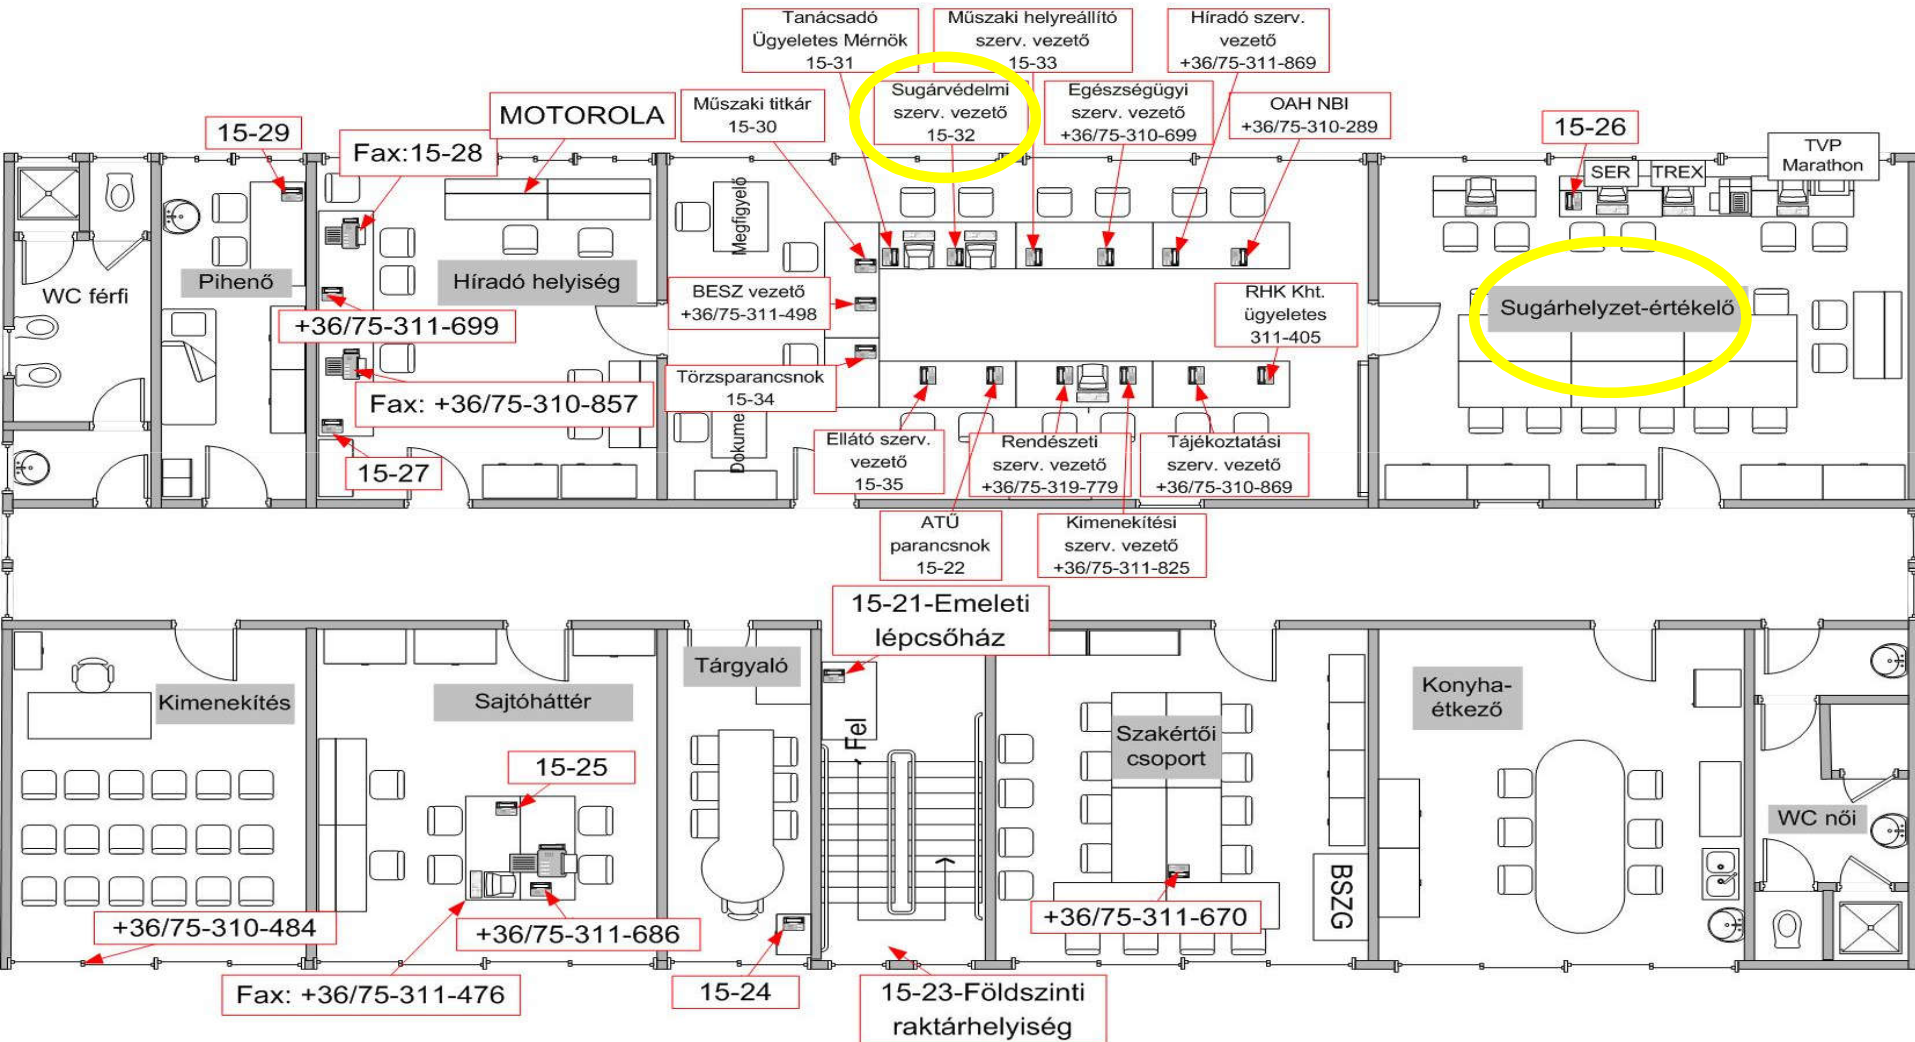 Tanácsadó
Ügyeletes Mérnök
15-31
Műszaki helyreállító
szerv. vezető
15-33
Híradó szerv.
vezető
+36/75-311-869
Műszaki titkár
15-30
Sugárvédelmi
szerv. vezető
15-32
Egészségügyi
szerv. vezető
+36/75-310-699
OAH NBI
+36/75-310-289
MOTOROLA
15-29
Fax:15-28
15-26
TVP
Marathon
SER
TREX
Megfigyelő
Pihenő
Híradó helyiség
WC férfi
BESZ vezető
+36/75-311-498
RHK Kht.
ügyeletes
311-405
Sugárhelyzet-értékelő
+36/75-311-699
Törzsparancsnok
15-34
Fax: +36/75-310-857
Dokume
15-27
Ellátó szerv.
vezető
15-35
Rendészeti
szerv. vezető
+36/75-319-779
Tájékoztatási
szerv. vezető
+36/75-310-869
ATÜ
parancsnok
15-22
Kimenekítési
szerv. vezető
+36/75-311-825
15-21-Emeleti
lépcsőház
Kimenekítés
Sajtóháttér
Tárgyaló
Fel
Szakértői
csoport
Konyha-
étkező
15-25
WC női
BSZG
+36/75-310-484
+36/75-311-686
+36/75-311-670
Fax: +36/75-311-476
15-24
15-23-Földszinti
raktárhelyiség